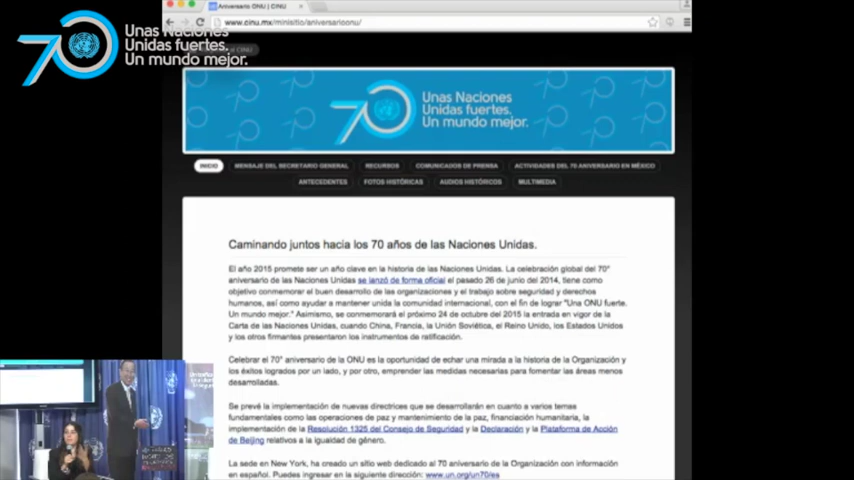 Aniversario ONU | CINU
www.cinu.mx/minisitio/aniversarioonu/
Unas Naciones
Unidas fuertes.
Un mundo mejor.
70
70
Unas Naciones
Unidas fuertes.
Un mundo mejor.
INICIO MENSAJE DEL SECRETARIO GENERAL RECURSOS COMUNICADOS DE PRENSA ACTIVIDADES DEL 70 ANIVERSARIO EN MÉXICO
ANTECEDENTES FOTOS HISTÓRICAS AUDIOS HISTÓRICOS MULTIMEDIA
Caminando juntos hacia los 70 años de las Naciones Unidas.
El año 2015 promete ser un año clave en la historia de las Naciones Unidas. La celebración global del 70°
aniversario de las Naciones Unidas se lanzó de forma oficial el pasado 26 de junio del 2014, tiene como
objetivo conmemorar el buen desarrollo de las organizaciones y el trabajo sobre seguridad y derechos
humanos, así como ayudar a mantener unida la comunidad internacional, con el fin de lograr "Una ONU fuerte.
Un mundo mejor." Asimismo, se conmemorará el próximo 24 de octubre del 2015 la entrada en vigor de la
Carta de las Naciones Unidas, cuando China, Francia, la Unión Soviética, el Reino Unido, los Estados Unidos
y los otros firmantes presentaron los instrumentos de ratificación.
Celebrar el 70° aniversario de la ONU es la oportunidad de echar una mirada a la historia de la Organización y
los éxitos logrados por un lado, y por otro, emprender las medidas necesarias para fomentar las áreas menos
desarrolladas.
Se prevé la implementación de nuevas directrices que se desarrollarán en cuanto a varios temas
fundamentales como las operaciones de paz y mantenimiento de la paz, financiación humanitaria, la
implementación de la Resolución 1325 del Consejo de Seguridad y la Declaración y la Plataforma de Acción
de Beijing relativos a la igualdad de género.
La sede en New York, ha creado un sitio web dedicado al 70 aniversario de la Organización con información
en español. Puedes ingresar en la siguiente dirección: www.un.org/un70/es